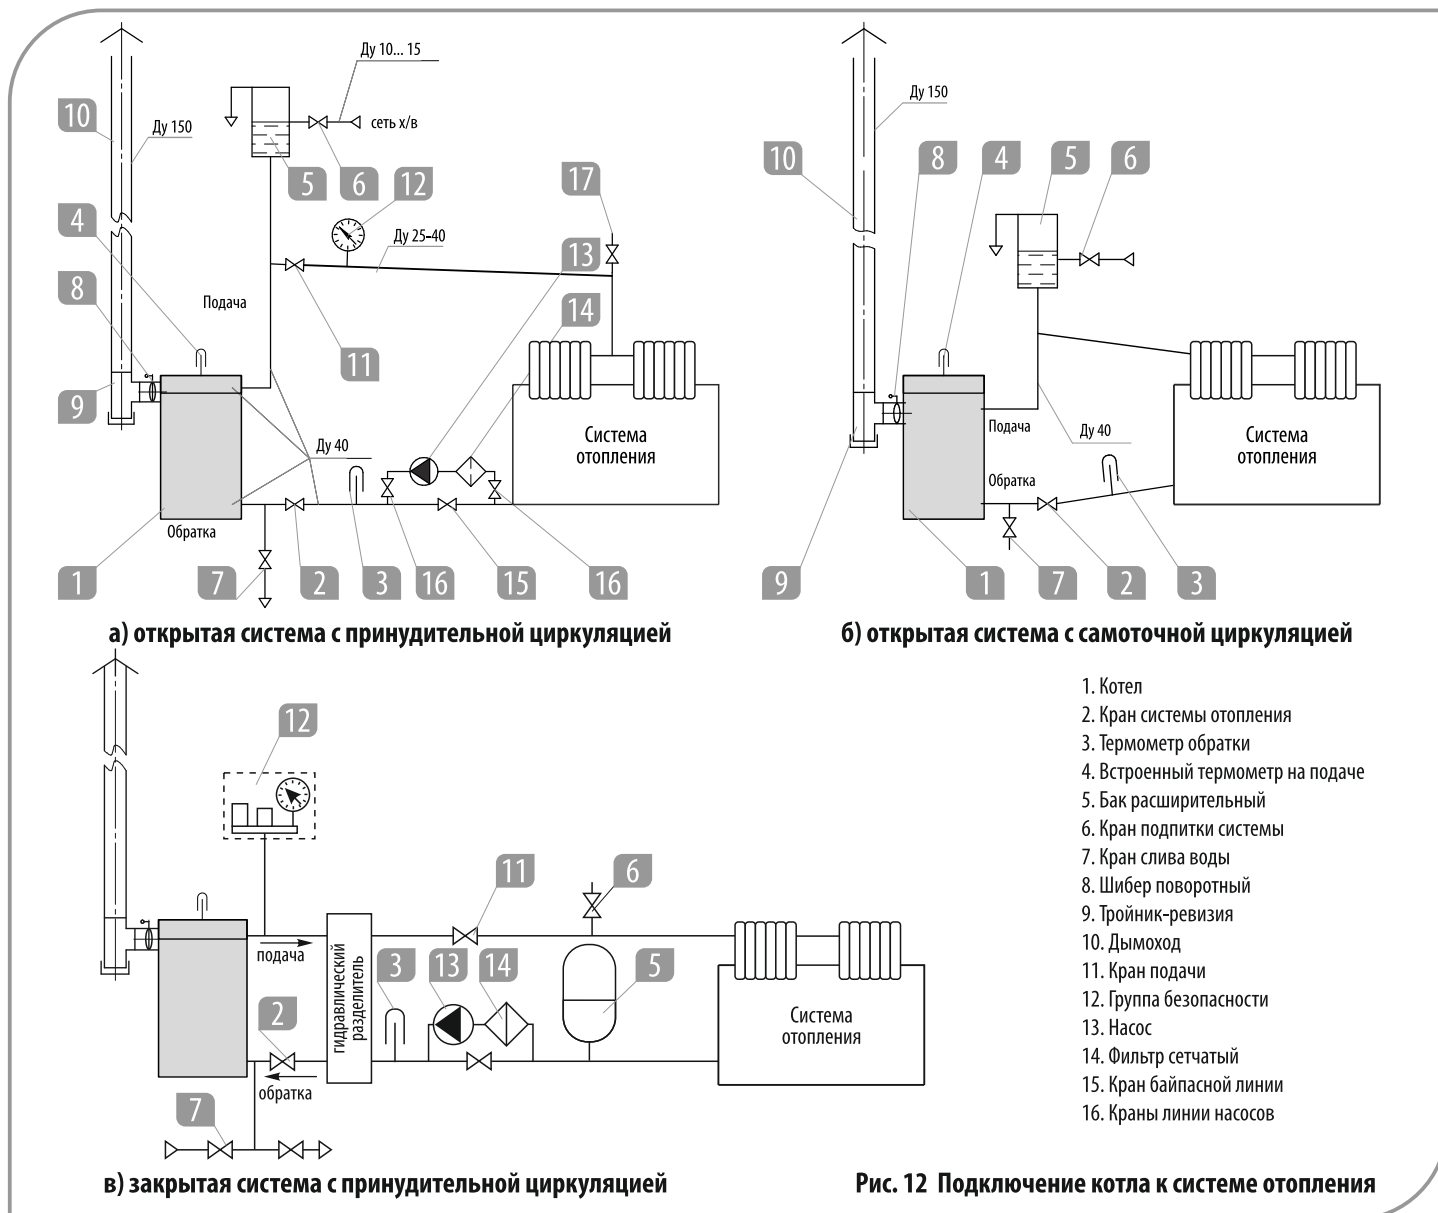 Ду 10... 15
10
Ду 150
сеть х/в
5
6
12
17
4
Ду 25-40
13
8
Подача
14
11
9
Ду 40
Система
отопления
Обратка
1
7
2
3
16
15
16
а) открытая система с принудительной циркуляцией
Ду 150
10
8
4
5
6
Подача
Ду 40
Система
отопления
Обратка
9
1
7
2
3
б) открытая система с самоточной циркуляцией
12
11
6
подача
гидравлический
разделитель
3
13
14
5
2
Система
отопления
обратка
7
в) закрытая система с принудительной циркуляцией
1. Котел
2. Кран системы отопления
3. Термометр обратки
4. Встроенный термометр на подаче
5. Бак расширительный
6. Кран подпитки системы
7. Кран слива воды
8. Шибер поворотный
9. Тройник-ревизия
10. Дымоход
11. Кран подачи
12. Группа безопасности
13. Насос
14. Фильтр сетчатый
15. Кран байпасной линии
16. Краны линии насосов
Рис. 12 Подключение котла к системе отопления